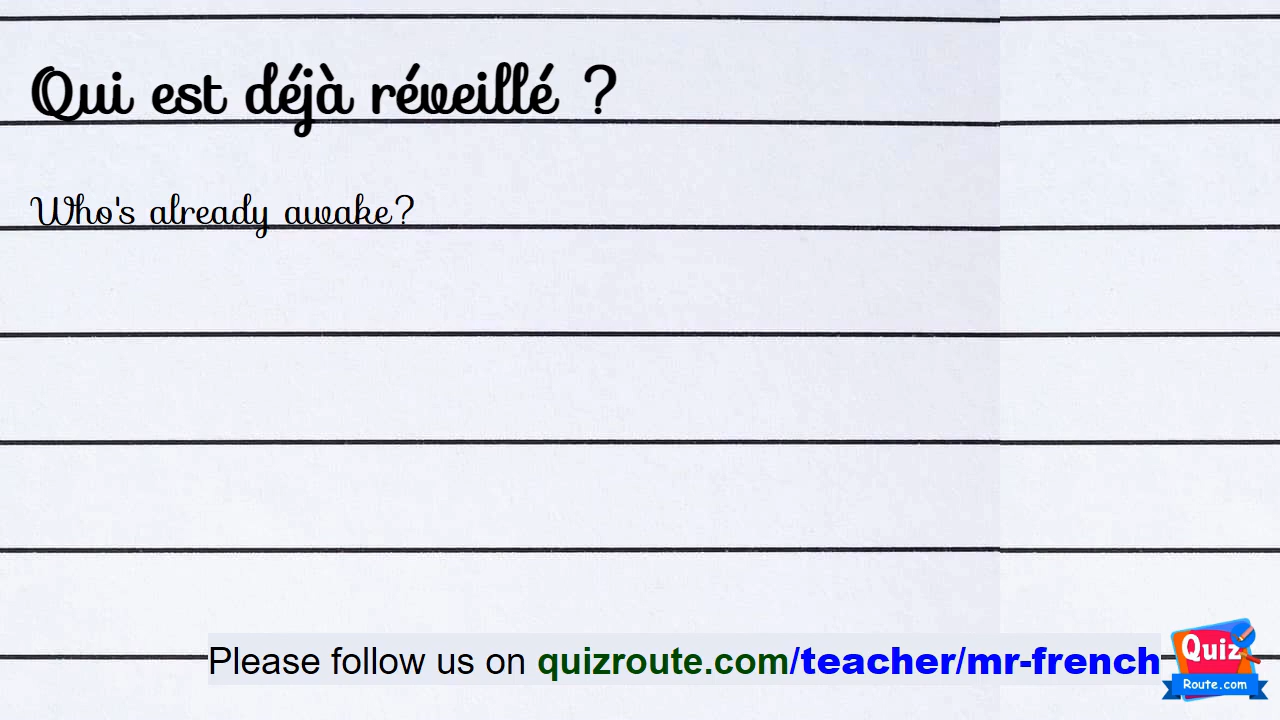 Qui est déjà réveillé ?
Who's already awake?
Please follow us on quizroute.com/teacher/mr-french
Quiz
Route.com